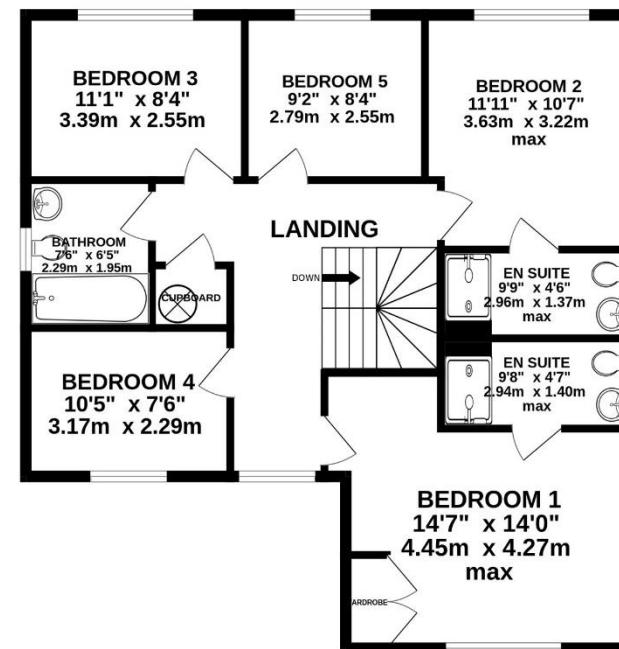 BEDROOM 3
11'1" x 8'4"
3.39m x 2.55m
BEDROOM 5
9'2" x 8'4"
2.79m x 2.55m
BEDROOM 2
11'11" x 10'7"
3.63m x 3.22m
max
BATHROOM
7'6" x 6'5"
2.29m x 1.95m
LANDING
DOWN
CUPBOARD
EN SUITE
9'9" x 4'6"
2.96m x 1.37m
max
EN SUITE
9'8" x 4'7"
2.94m x 1.40m
max
BEDROOM 4
10'5" x 7'6"
3.17m x 2.29m
BEDROOM 1
14'7" x 14'0"
4.45m x 4.27m
max
ARDROBE